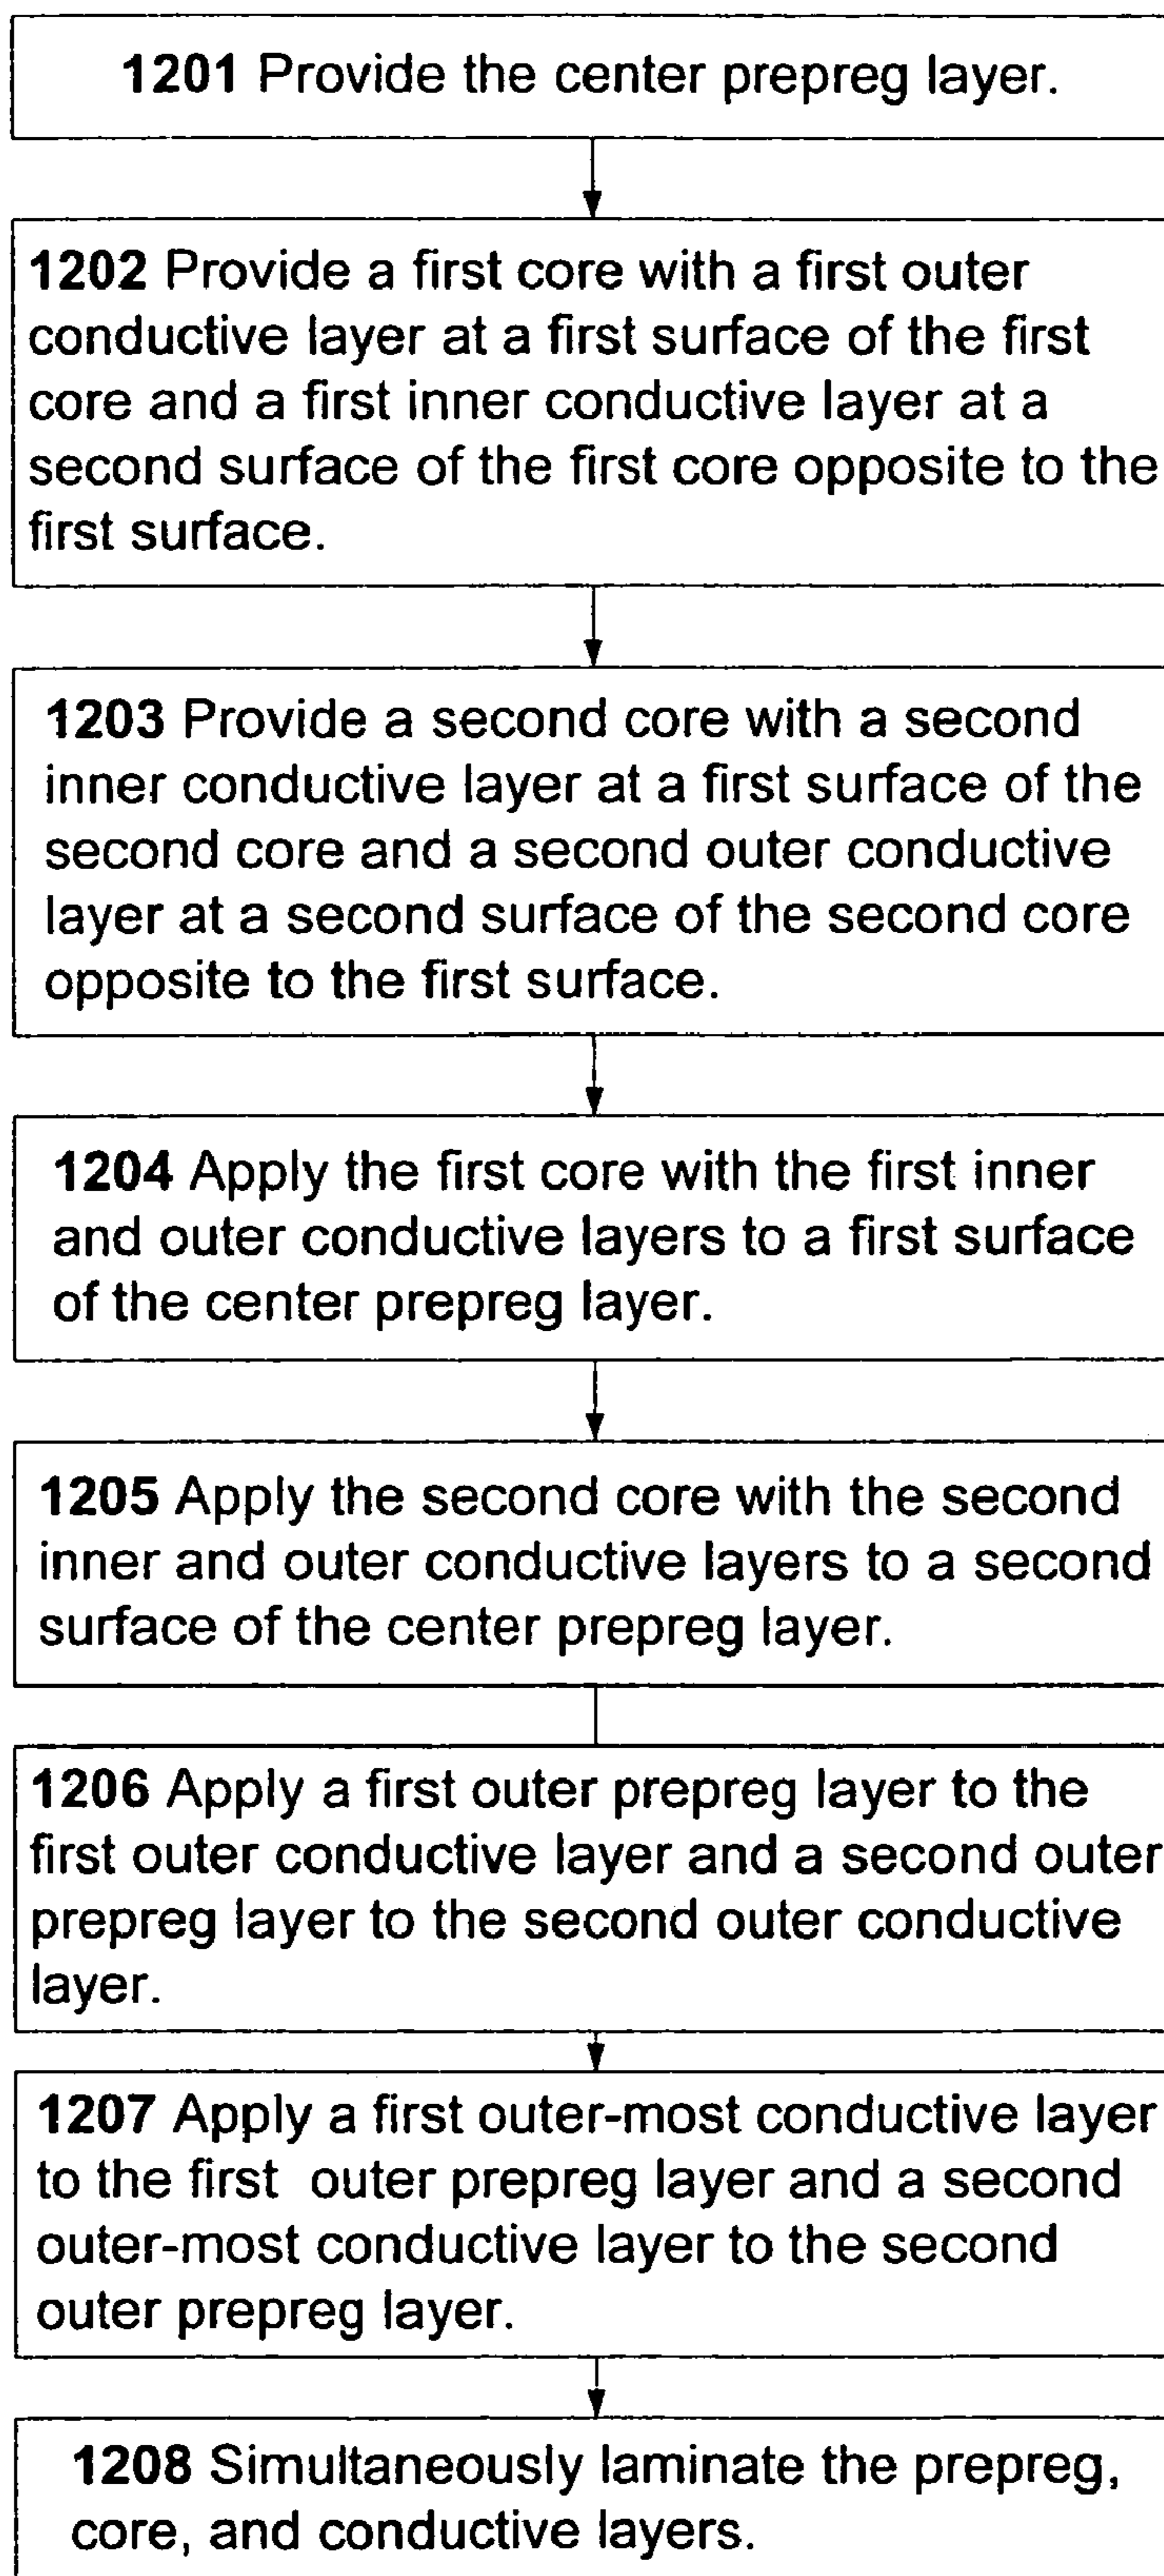 1201 Provide the center prepreg layer.
1202 Provide a first core with a first outer
conductive layer at a first surface of the first
core and a first inner conductive layer at a
second surface of the first core opposite to the
first surface.
1203 Provide a second core with a second
inner conductive layer at a first surface of the
second core and a second outer conductive
layer at a second surface of the second core
opposite to the first surface.
1204 Apply the first core with the first inner
and outer conductive layers to a first surface
of the center prepreg layer.
1205 Apply the second core with the second
inner and outer conductive layers to a second
surface of the center prepreg layer.
1206 Apply a first outer prepreg layer to the
first outer conductive layer and a second outer
prepreg layer to the second outer conductive
layer.
1207 Apply a first outer-most conductive layer
to the first outer prepreg layer and a second
outer-most conductive layer to the second
outer prepreg layer.
1208 Simultaneously laminate the prepreg,
core, and conductive layers.